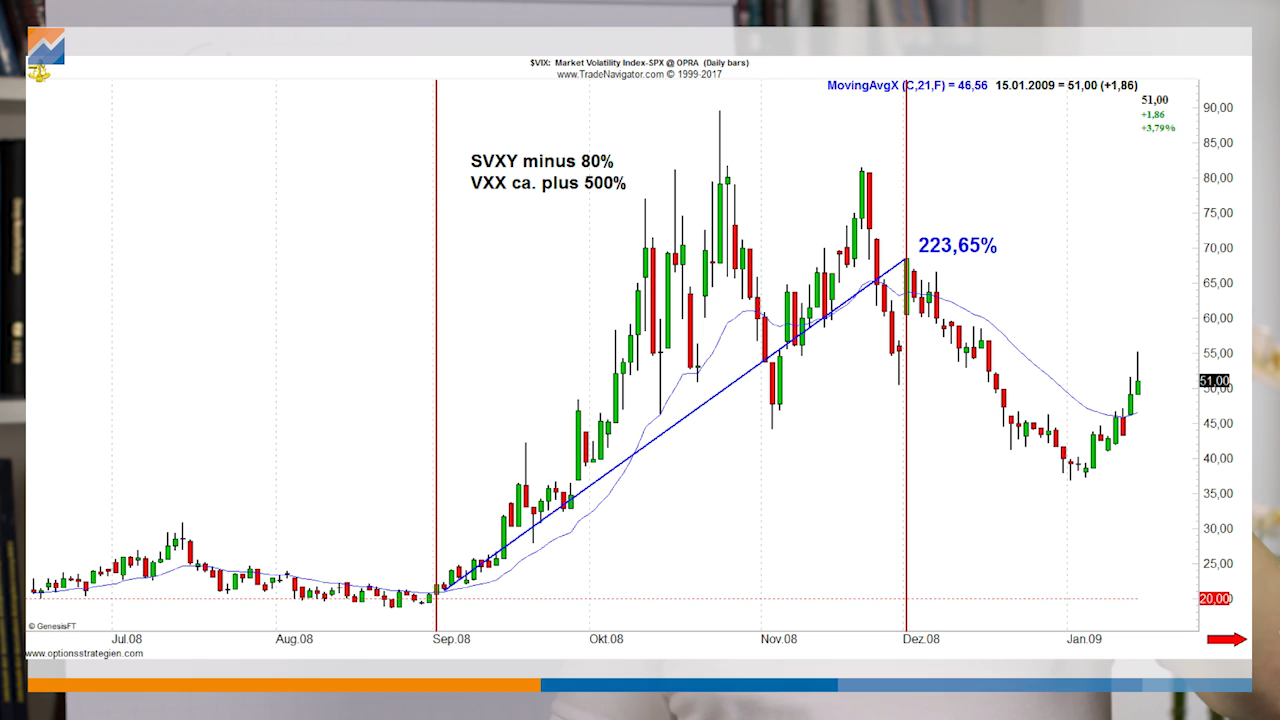 $VIX: Market Volatility Index-SPX @ OPRA (Daily bars)
www.TradeNavigator.com © 1999-2017
MovingAvgX (C,21,F) = 46,56 15.01.2009 = 51,00 (+1,86)
51,00
+1,86
+3,79%
SVXY minus 80%
VXX ca. plus 500%
223,65%
90,00
85,00
80,00
75,00
70,00
65,00
60,00
55,00
51,00
50,00
45,00
40,00
35,00
30,00
25,00
20,00
© GenesisFT
Jul.08 Aug.08 Sep.08 Okt.08 Nov.08 Dez.08 Jan.09
www.optionsstrategien.com